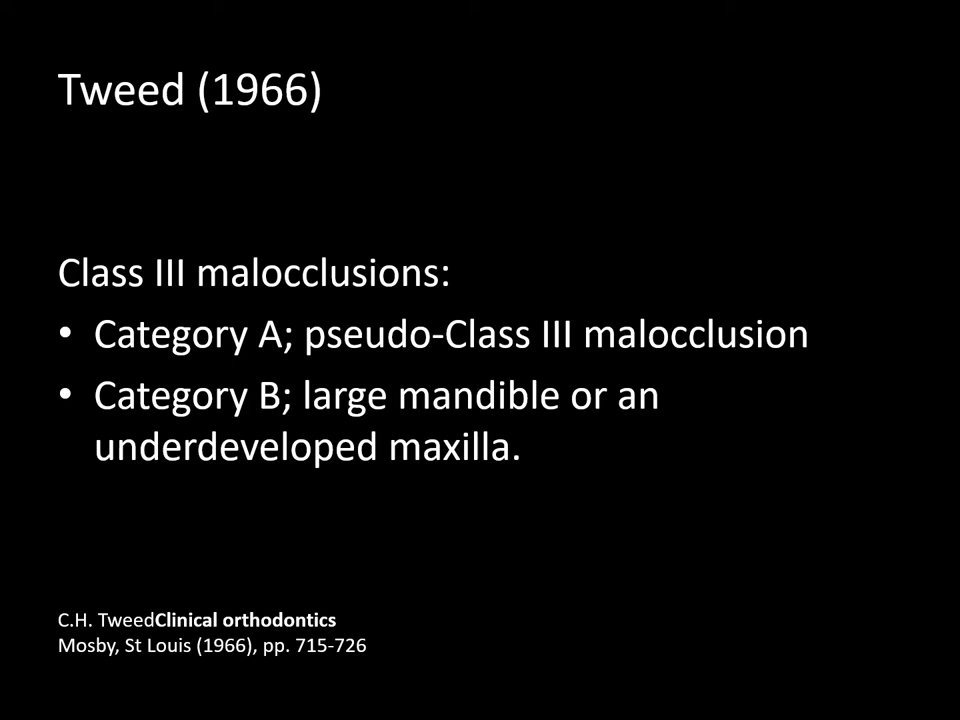 Tweed (1966)
Class III malocclusions:
• Category A; pseudo-Class III malocclusion
• Category B; large mandible or an
underdeveloped maxilla.
C.H. TweedClinical orthodontics
Mosby, St Louis (1966), pp. 715-726